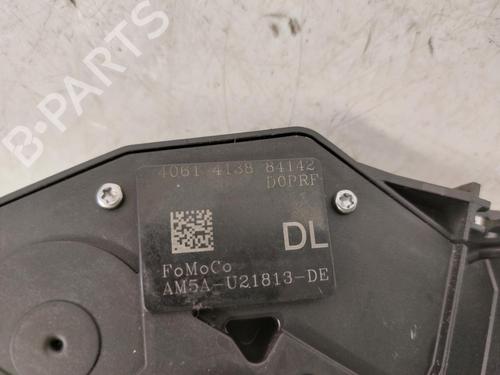 B-PARTS
4061 4138 84142
D0PRF
DL
FoMoCo
AM5A-U21813-DE